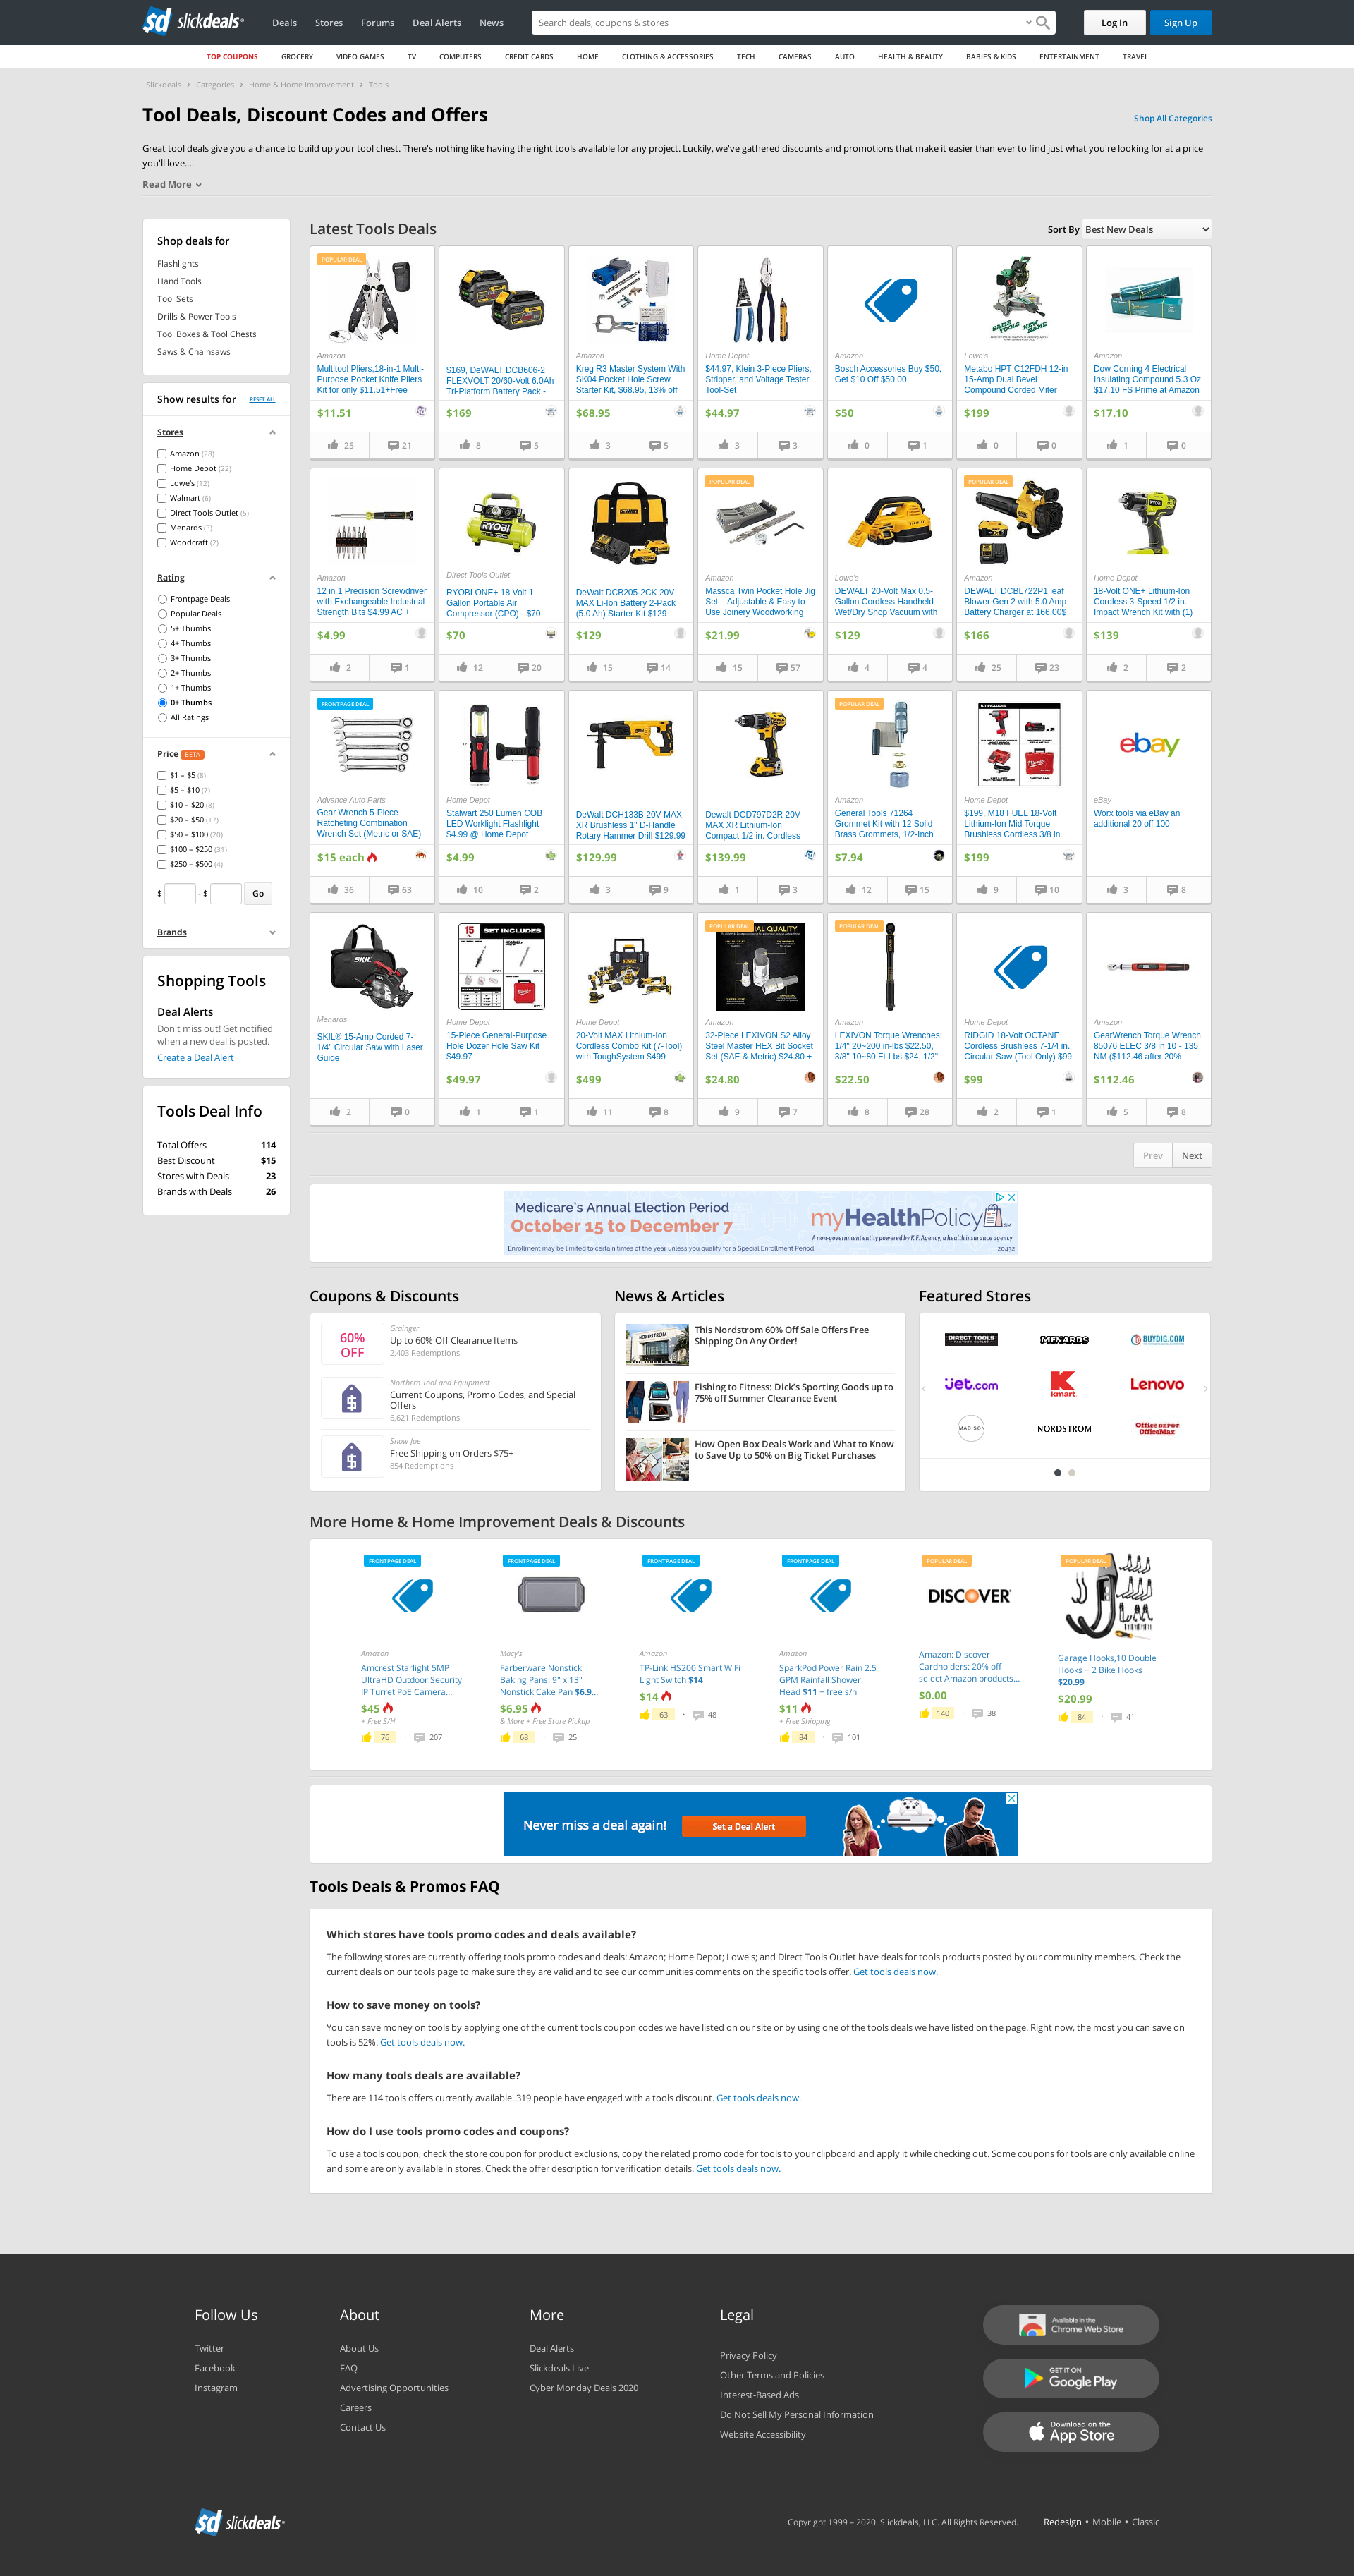 slickdeals
Deals Stores Forums Deal Alerts News
Search deals, coupons & stores
Log In
Sign Up
TOP COUPONS GROCERY VIDEO GAMES TV COMPUTERS CREDIT CARDS HOME CLOTHING & ACCESSORIES TECH CAMERAS AUTO HEALTH & BEAUTY BABIES & KIDS ENTERTAINMENT TRAVEL
Slickdeals > Categories > Home & Home Improvement > Tools
Tool Deals, Discount Codes and Offers
Shop All Categories
Great tool deals give you a chance to build up your tool chest. There's nothing like having the right tools available for any project. Luckily, we've gathered discounts and promotions that make it easier than ever to find just what you're looking for at a price
you'll love....
Read More
Shop deals for
Flashlights
Hand Tools
Tool Sets
Drills & Power Tools
Tool Boxes & Tool Chests
Saws & Chainsaws
Show results for RESET ALL
Stores
Amazon (28)
Home Depot (22)
Lowe's (12)
Walmart (6)
Direct Tools Outlet (5)
Menards (3)
Woodcraft (2)
Rating
Frontpage Deals
Popular Deals
5+ Thumbs
4+ Thumbs
3+ Thumbs
2+ Thumbs
1+ Thumbs
0+ Thumbs
All Ratings
Price BETA
$1 – $5 (8)
$5 – $10 (7)
$10 – $20 (8)
$20 – $50 (17)
$50 – $100 (20)
$100 – $250 (31)
$250 – $500 (4)
$ - $ Go
Brands
Shopping Tools
Deal Alerts
Don't miss out! Get notified
when a new deal is posted.
Create a Deal Alert
Tools Deal Info
Total Offers 114
Best Discount $15
Stores with Deals 23
Brands with Deals 26
Latest Tools Deals
Sort By Best New Deals
POPULAR DEAL
Amazon
Multitool Pliers,18-in-1 Multi-
Purpose Pocket Knife Pliers
Kit for only $11.51+Free
$11.51
25 21
$169, DeWALT DCB606-2
FLEXVOLT 20/60-Volt 6.0Ah
Tri-Platform Battery Pack -
$169
8 5
Amazon
Kreg R3 Master System With
SK04 Pocket Hole Screw
Starter Kit, $68.95, 13% off
$68.95
3 5
Home Depot
$44.97, Klein 3-Piece Pliers,
Stripper, and Voltage Tester
Tool-Set
$44.97
3 3
Amazon
Bosch Accessories Buy $50,
Get $10 Off $50.00
$50
0 1
SAME TOOLS NEW NAME
Lowe's
Metabo HPT C12FDH 12-in
15-Amp Dual Bevel
Compound Corded Miter
$199
0 0
Amazon
Dow Corning 4 Electrical
Insulating Compound 5.3 Oz
$17.10 FS Prime at Amazon
$17.10
1 0
Amazon
12 in 1 Precision Screwdriver
with Exchangeable Industrial
Strength Bits $4.99 AC +
$4.99
2 1
RYOBI
Direct Tools Outlet
RYOBI ONE+ 18 Volt 1
Gallon Portable Air
Compressor (CPO) - $70
$70
12 20
DeWalt DCB205-2CK 20V
MAX Li-Ion Battery 2-Pack
(5.0 Ah) Starter Kit $129
$129
15 14
POPULAR DEAL
Amazon
Massca Twin Pocket Hole Jig
Set – Adjustable & Easy to
Use Joinery Woodworking
$21.99
15 57
Lowe's
DEWALT 20-Volt Max 0.5-
Gallon Cordless Handheld
Wet/Dry Shop Vacuum with
$129
4 4
POPULAR DEAL
Amazon
DEWALT DCBL722P1 leaf
Blower Gen 2 with 5.0 Amp
Battery Charger at 166.00$
$166
25 23
Home Depot
18-Volt ONE+ Lithium-Ion
Cordless 3-Speed 1/2 in.
Impact Wrench Kit with (1)
$139
2 2
FRONTPAGE DEAL
Advance Auto Parts
Gear Wrench 5-Piece
Ratcheting Combination
Wrench Set (Metric or SAE)
$15 each
36 63
Home Depot
Stalwart 250 Lumen COB
LED Worklight Flashlight
$4.99 @ Home Depot
$4.99
10 2
DeWalt DCH133B 20V MAX
XR Brushless 1" D-Handle
Rotary Hammer Drill $129.99
$129.99
3 9
Dewalt DCD797D2R 20V
MAX XR Lithium-Ion
Compact 1/2 in. Cordless
$139.99
1 3
POPULAR DEAL
Amazon
General Tools 71264
Grommet Kit with 12 Solid
Brass Grommets, 1/2-Inch
$7.94
12 15
Home Depot
$199, M18 FUEL 18-Volt
Lithium-Ion Mid Torque
Brushless Cordless 3/8 in.
$199
9 10
ebay
eBay
Worx tools via eBay an
additional 20 off 100
3 8
SKIL
Menards
SKIL® 15-Amp Corded 7-
1/4" Circular Saw with Laser
Guide
2 0
15 SET INCLUDES
Home Depot
15-Piece General-Purpose
Hole Dozer Hole Saw Kit
$49.97
$49.97
1 1
Home Depot
20-Volt MAX Lithium-Ion
Cordless Combo Kit (7-Tool)
with ToughSystem $499
$499
11 8
POPULAR DEAL
Amazon
32-Piece LEXIVON S2 Alloy
Steel Master HEX Bit Socket
Set (SAE & Metric) $24.80 +
$24.80
9 7
POPULAR DEAL
Amazon
LEXIVON Torque Wrenches:
1/4" 20~200 in-lbs $22.50,
3/8" 10~80 Ft-Lbs $24, 1/2"
$22.50
8 28
Home Depot
RIDGID 18-Volt OCTANE
Cordless Brushless 7-1/4 in.
Circular Saw (Tool Only) $99
$99
2 1
Amazon
GearWrench Torque Wrench
85076 ELEC 3/8 in 10 - 135
NM ($112.46 after 20%
$112.46
5 8
Prev Next
Medicare's Annual Election Period
October 15 to December 7
Enrollment may be limited to certain times of the year unless you qualify for a Special Enrollment Period.
myHealthPolicy SM
A non-government entity powered by K.F. Agency, a health insurance agency
20432
Coupons & Discounts
60%
OFF
Grainger
Up to 60% Off Clearance Items
2,403 Redemptions
Northern Tool and Equipment
Current Coupons, Promo Codes, and Special
Offers
6,621 Redemptions
Snow Joe
Free Shipping on Orders $75+
854 Redemptions
News & Articles
NORDSTROM
This Nordstrom 60% Off Sale Offers Free
Shipping On Any Order!
Fishing to Fitness: Dick's Sporting Goods up to
75% off Summer Clearance Event
How Open Box Deals Work and What to Know
to Save Up to 50% on Big Ticket Purchases
Featured Stores
DIRECT TOOLS MENARDS BUYDIG.COM
jet.com kmart Lenovo
MADISON NORDSTROM Office DEPOT OfficeMax
More Home & Home Improvement Deals & Discounts
FRONTPAGE DEAL
Amazon
Amcrest Starlight 5MP
UltraHD Outdoor Security
IP Turret PoE Camera...
$45
+ Free S/H
76 · 207
FRONTPAGE DEAL
Macy's
Farberware Nonstick
Baking Pans: 9" x 13"
Nonstick Cake Pan $6.9...
$6.95
& More + Free Store Pickup
68 · 25
FRONTPAGE DEAL
Amazon
TP-Link HS200 Smart WiFi
Light Switch $14
$14
63 · 48
FRONTPAGE DEAL
Amazon
SparkPod Power Rain 2.5
GPM Rainfall Shower
Head $11 + free s/h
$11
+ Free Shipping
84 · 101
POPULAR DEAL
DISCOVER
Amazon: Discover
Cardholders: 20% off
select Amazon products...
$0.00
140 · 38
POPULAR DEAL
Garage Hooks,10 Double
Hooks + 2 Bike Hooks
$20.99
$20.99
84 · 41
Never miss a deal again! Set a Deal Alert
Tools Deals & Promos FAQ
Which stores have tools promo codes and deals available?
The following stores are currently offering tools promo codes and deals: Amazon; Home Depot; Lowe's; and Direct Tools Outlet have deals for tools products posted by our community members. Check the
current deals on our tools page to make sure they are valid and to see our communities comments on the specific tools offer. Get tools deals now.
How to save money on tools?
You can save money on tools by applying one of the current tools coupon codes we have listed on our site or by using one of the tools deals we have listed on the page. Right now, the most you can save on
tools is 52%. Get tools deals now.
How many tools deals are available?
There are 114 tools offers currently available. 319 people have engaged with a tools discount. Get tools deals now.
How do I use tools promo codes and coupons?
To use a tools coupon, check the store coupon for product exclusions, copy the related promo code for tools to your clipboard and apply it while checking out. Some coupons for tools are only available online
and some are only available in stores. Check the offer description for verification details. Get tools deals now.
Follow Us
Twitter
Facebook
Instagram
About
About Us
FAQ
Advertising Opportunities
Careers
Contact Us
More
Deal Alerts
Slickdeals Live
Cyber Monday Deals 2020
Legal
Privacy Policy
Other Terms and Policies
Interest-Based Ads
Do Not Sell My Personal Information
Website Accessibility
Available in the
Chrome Web Store
GET IT ON
Google Play
Download on the
App Store
slickdeals
Copyright 1999 – 2020. Slickdeals, LLC. All Rights Reserved. Redesign • Mobile • Classic